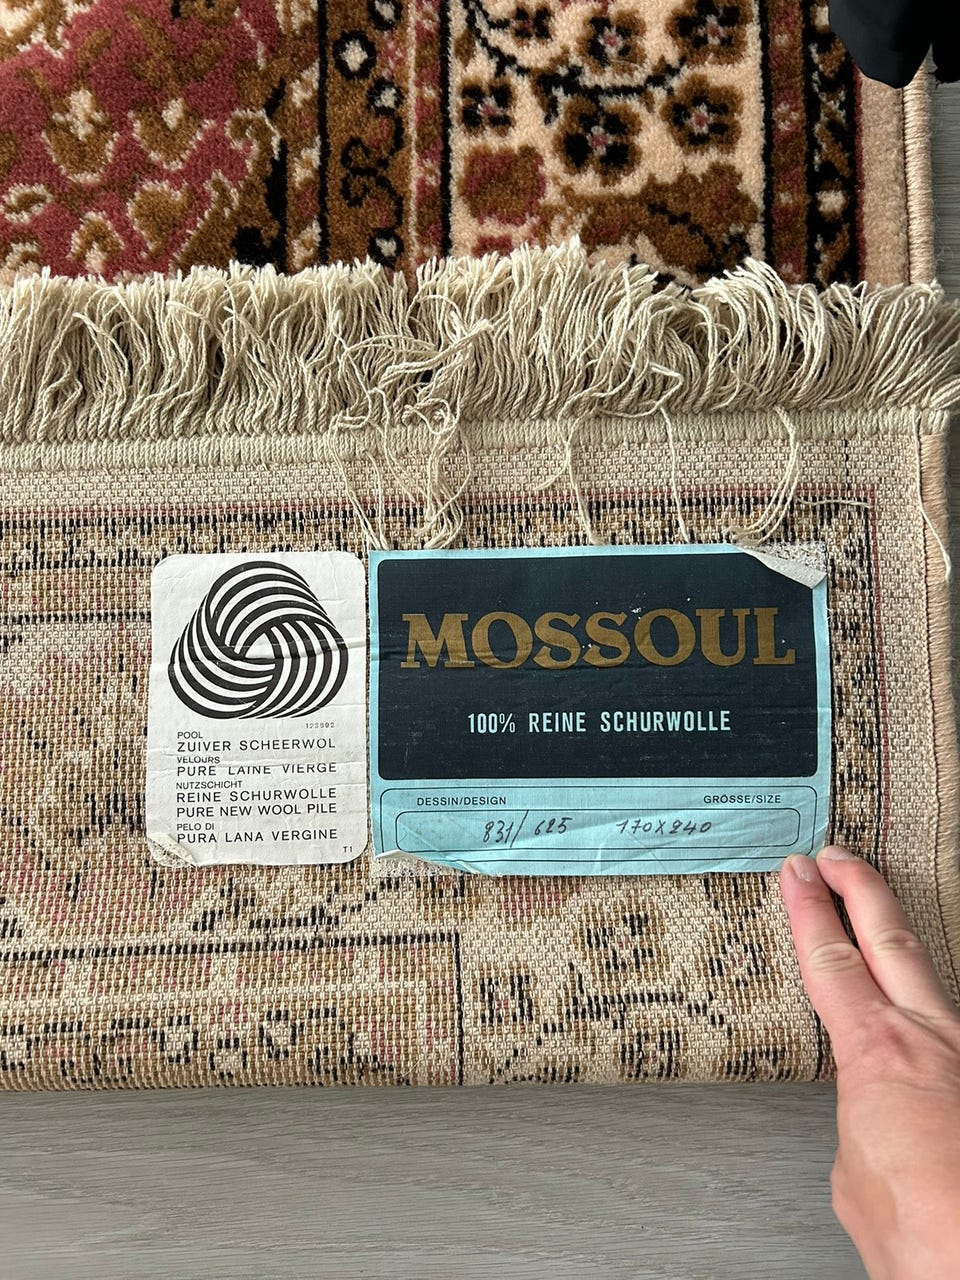 123692
POOL
ZUIVER SCHEERWOL
VELOURS
PURE LAINE VIERGE
NUTZSCHICHT
REINE SCHURWOLLE
PURE NEW WOOL PILE
PELO DI
PURA LANA VERGINE
T1
MOSSOUL
100% REINE SCHURWOLLE
DESSIN/DESIGN GRÖSSE/SIZE
831/625 170X240